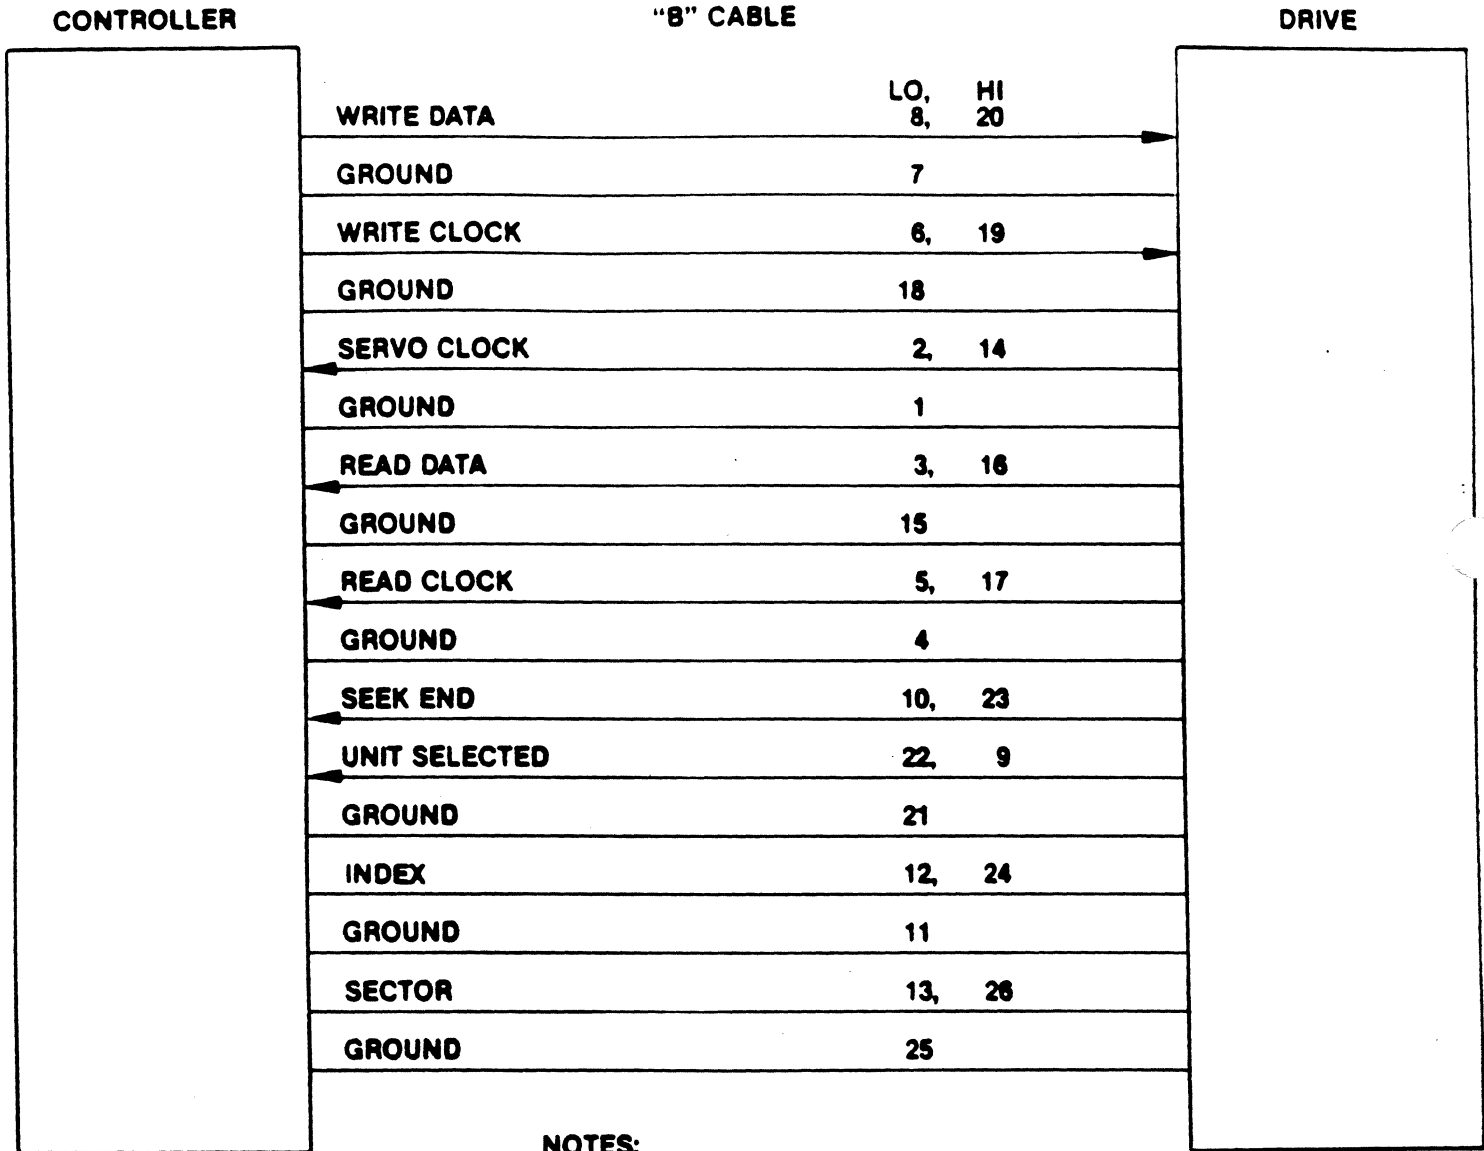 CONTROLLER "B" CABLE DRIVE
LO, HI
WRITE DATA 8, 20
GROUND 7
WRITE CLOCK 6, 19
GROUND 18
SERVO CLOCK 2, 14
GROUND 1
READ DATA 3, 16
GROUND 15
READ CLOCK 5, 17
GROUND 4
SEEK END 10, 23
UNIT SELECTED 22, 9
GROUND 21
INDEX 12, 24
GROUND 11
SECTOR 13, 26
GROUND 25
NOTES: